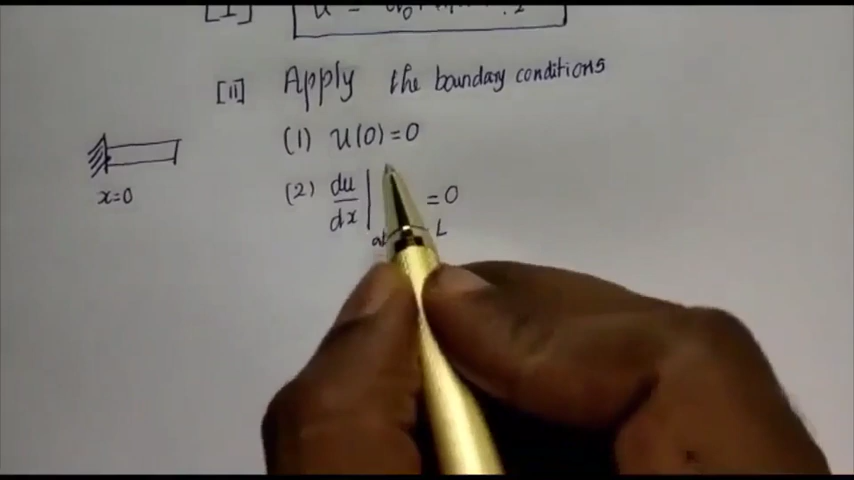 [I] u =
[II] Apply the boundary conditions
(1) u(0)=0
x=0
(2) du/dx | at L =0